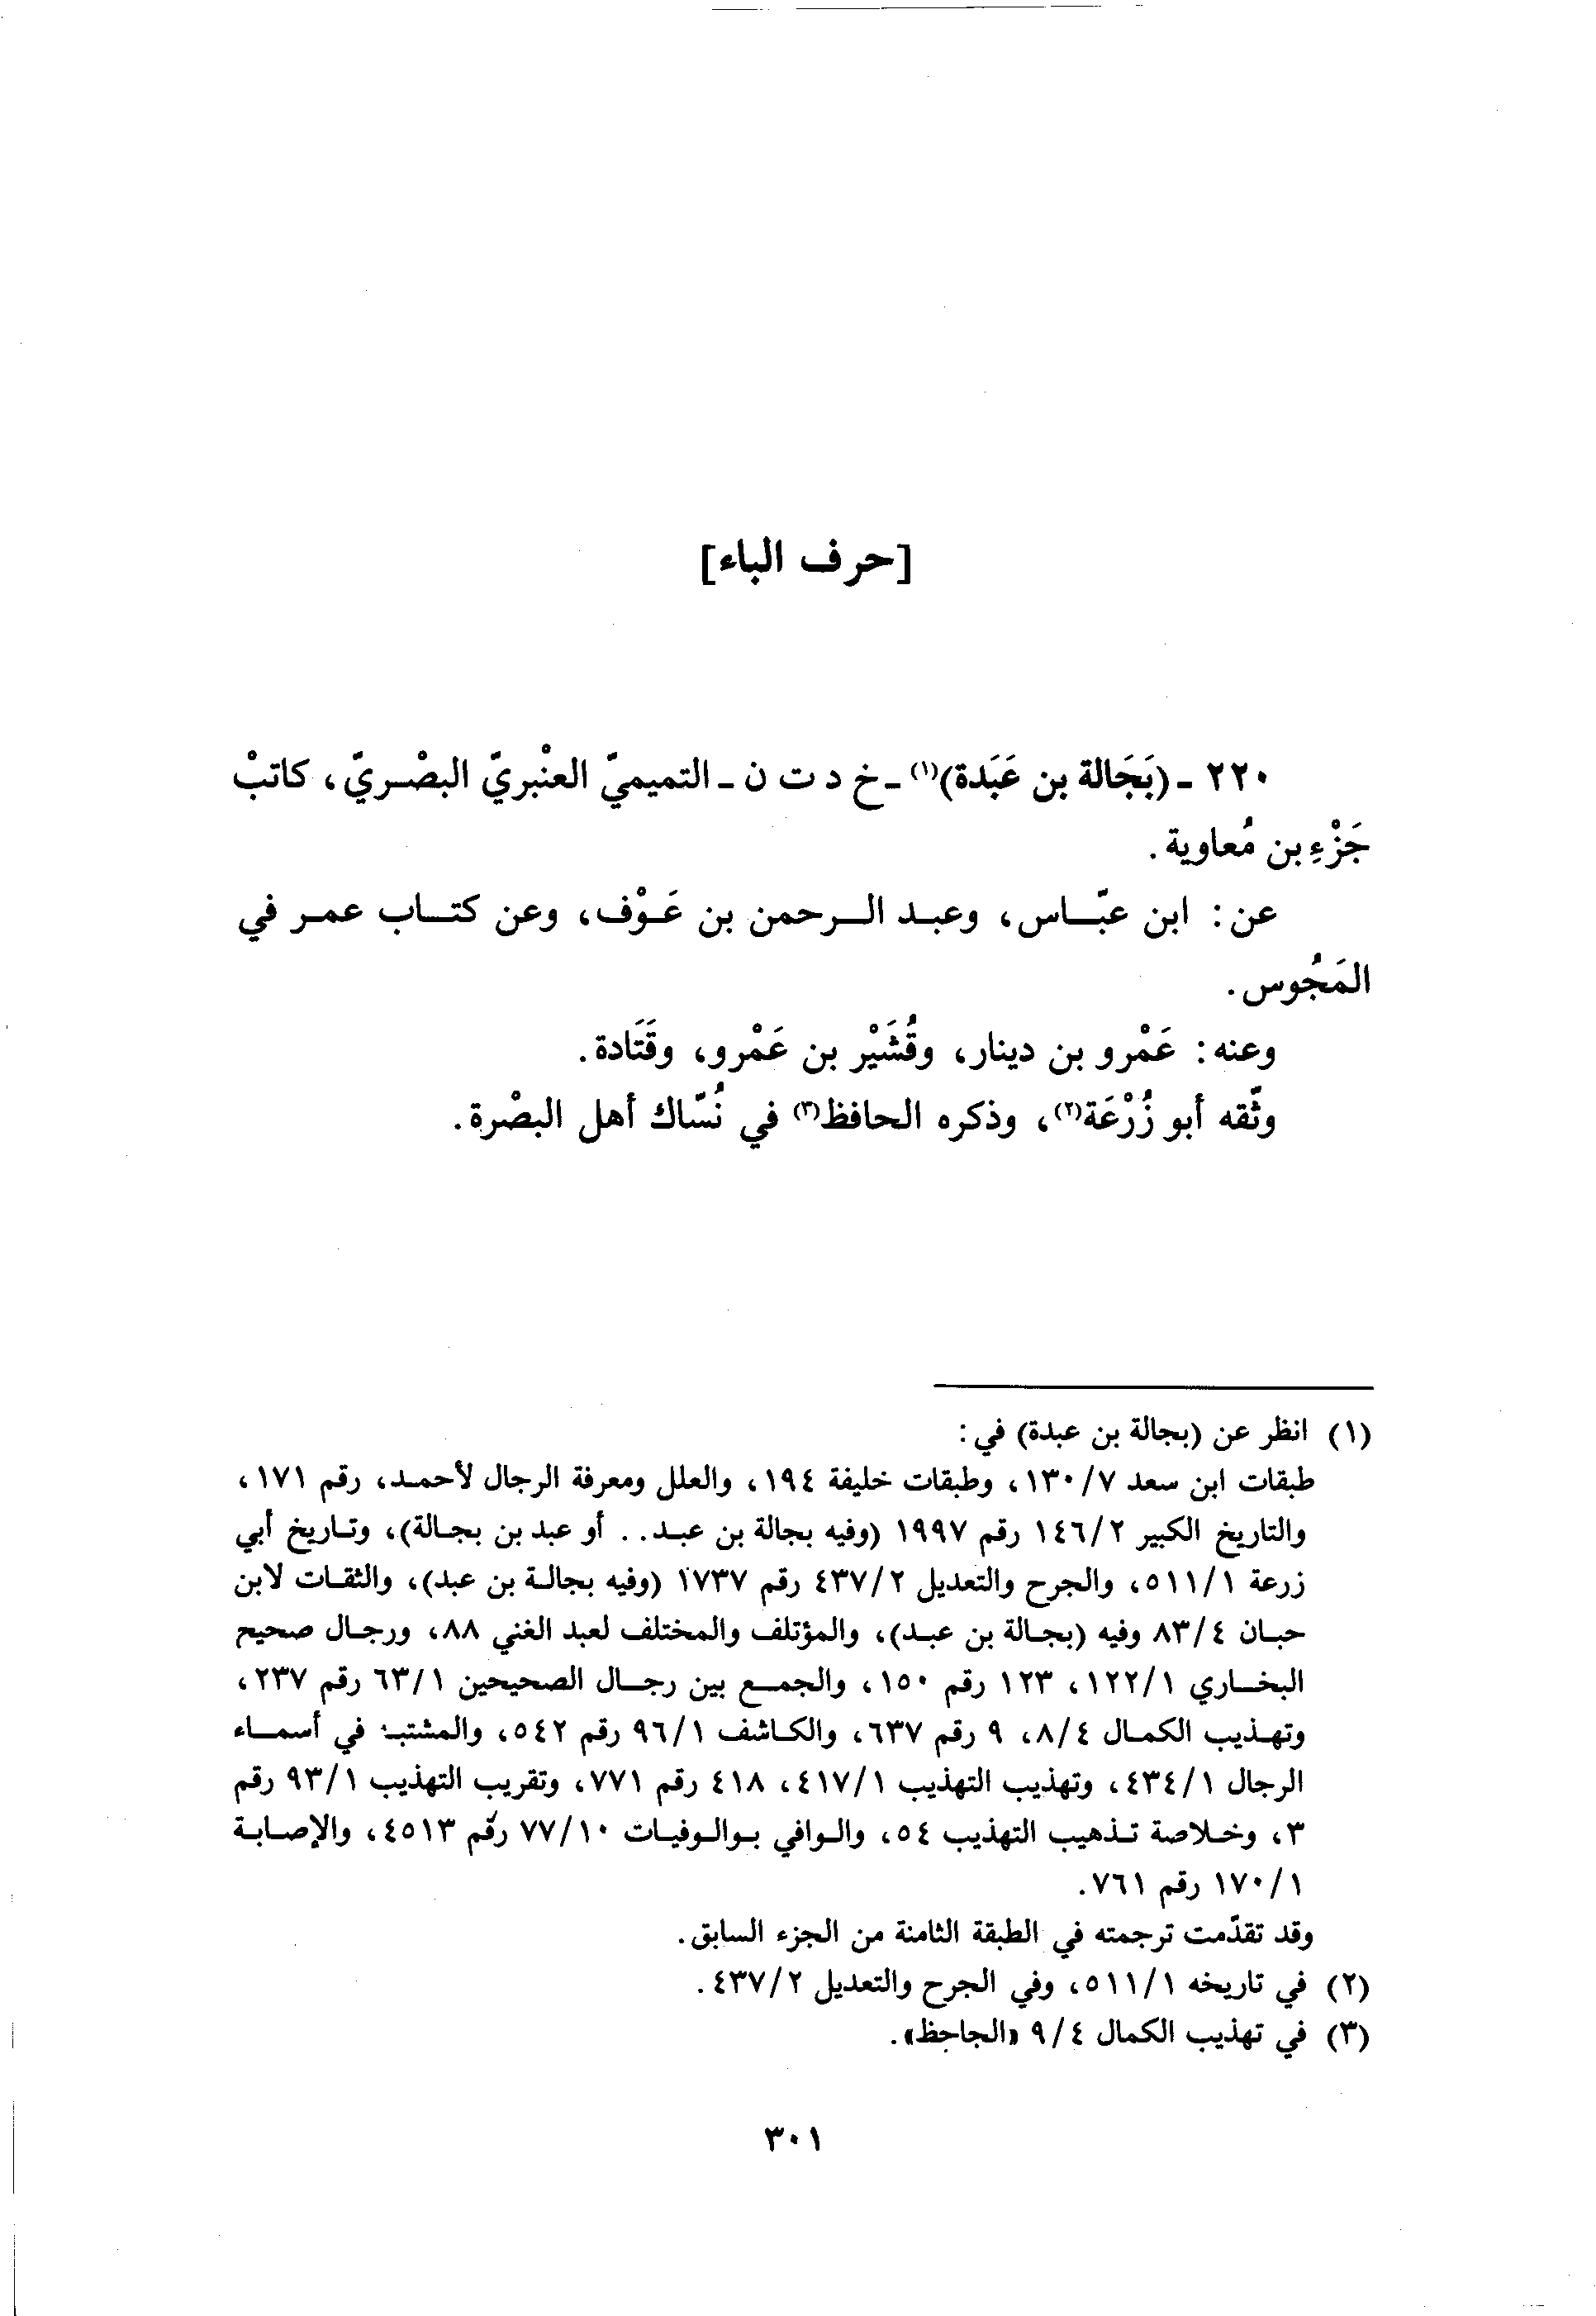 [حرف الباء]
٢٢٠ ـ (بَجَالة بن عَبَدة)(١) ـ خ د ت ن ـ التميميّ العنْبريّ البصْريّ، كاتبْ
جَزْءِ بن مُعاوية.
عن: ابن عبّاس، وعبد الرحمن بن عَوْف، وعن كتاب عمر في
المَجُوس.
وعنه: عَمْرو بن دينار، وقُشَيْر بن عَمْرو، وقَتَادة.
وثّقه أبو زُرْعَة(٢)، وذكره الحافظ(٣) في نُسّاك أهل البصْرة.
(١) انظر عن (بجالة بن عبدة) في:
طبقات ابن سعد ١٣٠/٧، وطبقات خليفة ١٩٤، والعلل ومعرفة الرجال لأحمد، رقم ١٧١،
والتاريخ الكبير ١٤٦/٢ رقم ١٩٩٧ (وفيه بجالة بن عبد.. أو عبد بن بجالة)، وتاريخ أبي
زرعة ٥١١/١، والجرح والتعديل ٤٣٧/٢ رقم ١٧٣٧ (وفيه بجالة بن عبد)، والثقات لابن
حبان ٨٣/٤ وفيه (بجالة بن عبد)، والمؤتلف والمختلف لعبد الغني ٨٨، ورجال صحيح
البخاري ١٢٢/١، ١٢٣ رقم ١٥٠، والجمع بين رجال الصحيحين ٦٣/١ رقم ٢٣٧،
وتهذيب الكمال ٨/٤، ٩ رقم ٦٣٧، والكاشف ٩٦/١ رقم ٥٤٢، والمشتبه في أسماء
الرجال ٤٣٤/١، وتهذيب التهذيب ٤١٧/١، ٤١٨ رقم ٧٧١، وتقريب التهذيب ٩٣/١ رقم
٣، وخلاصة تذهيب التهذيب ٥٤، والوافي بوالوفيات ٧٧/١٠ رقم ٤٥١٣، والإصابة
١٧٠/١ رقم ٧٦١.
وقد تقدّمت ترجمته في الطبقة الثامنة من الجزء السابق.
(٢) في تاريخه ٥١١/١، وفي الجرح والتعديل ٤٣٧/٢.
(٣) في تهذيب الكمال ٩/٤ «الجاحظ».
٣٠١